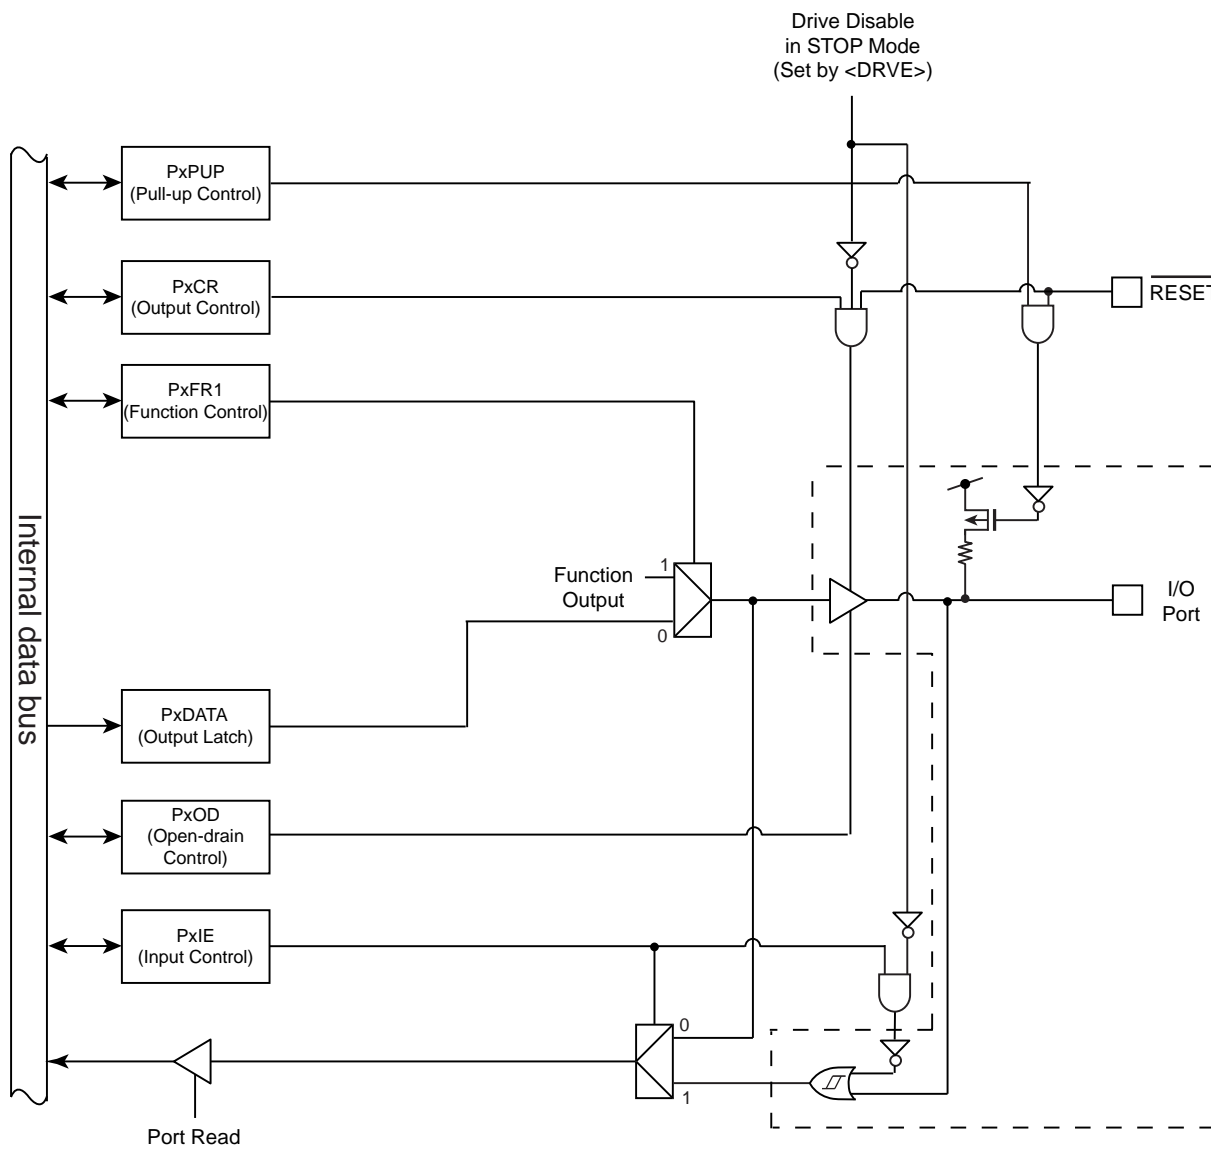 Drive Disable
in STOP Mode
(Set by <DRVE>)
PxPUP
(Pull-up Control)
PxCR
(Output Control)
RESET
PxFR1
(Function Control)
Internal data bus
1
Function
Output
0
I/O
Port
PxDATA
(Output Latch)
PxOD
(Open-drain
Control)
PxIE
(Input Control)
0
1
Port Read